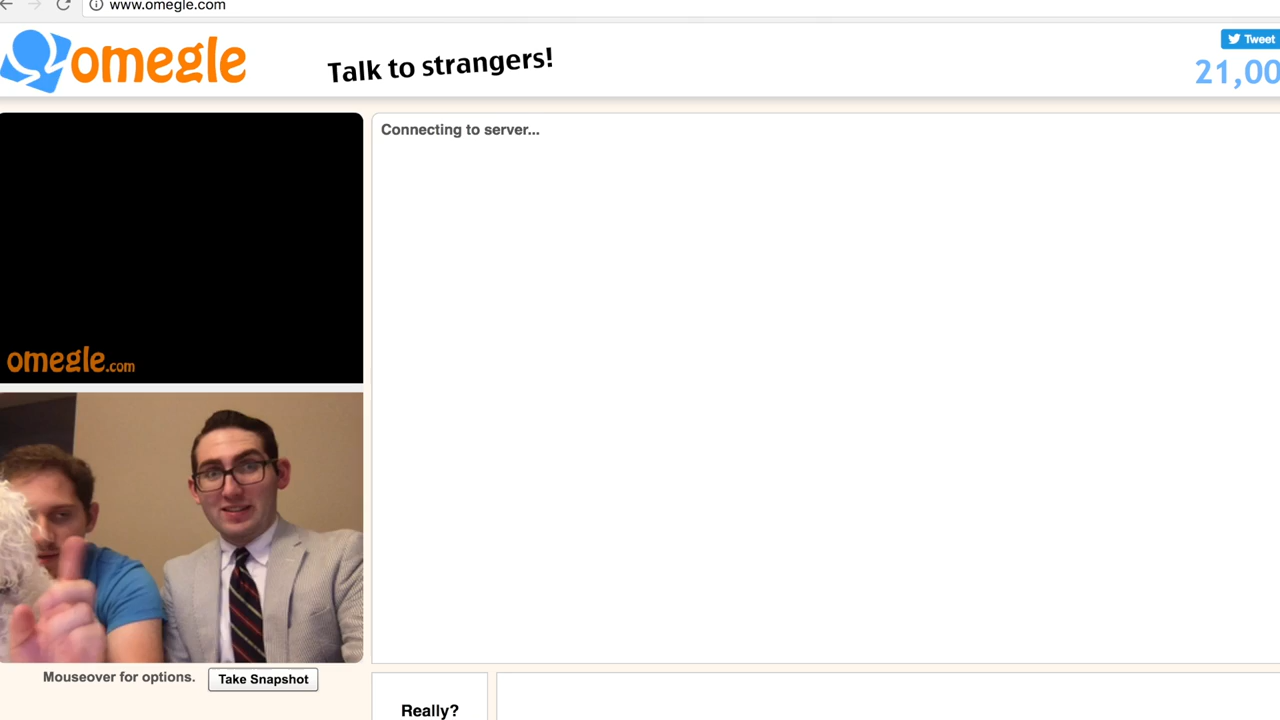 www.omegle.com
omegle
Talk to strangers!
Tweet
21,00
Connecting to server...
omegle.com
Mouseover for options.
Take Snapshot
Really?